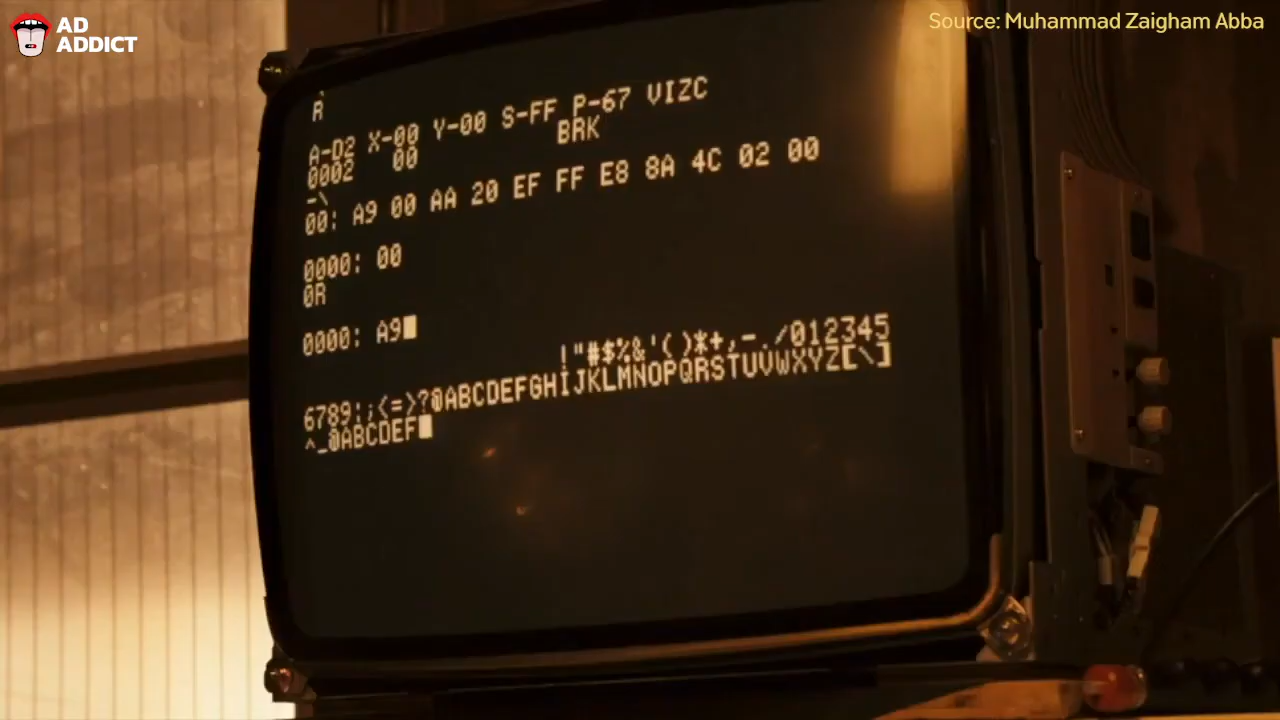 AD
ADDICT
Source: Muhammad Zaigham Abba
R
A-D2 X-00 Y-00 S-FF P-67 VIZC
0002 00 BRK
-\
00: A9 00 AA 20 EF FF E8 8A 4C 02 00
0000: 00
0R
0000: A9
!"#$%&'()*+,-./012345
6789:;<=>?@ABCDEFGHIJKLMNOPQRSTUVWXYZ[\]
^_@ABCDEF